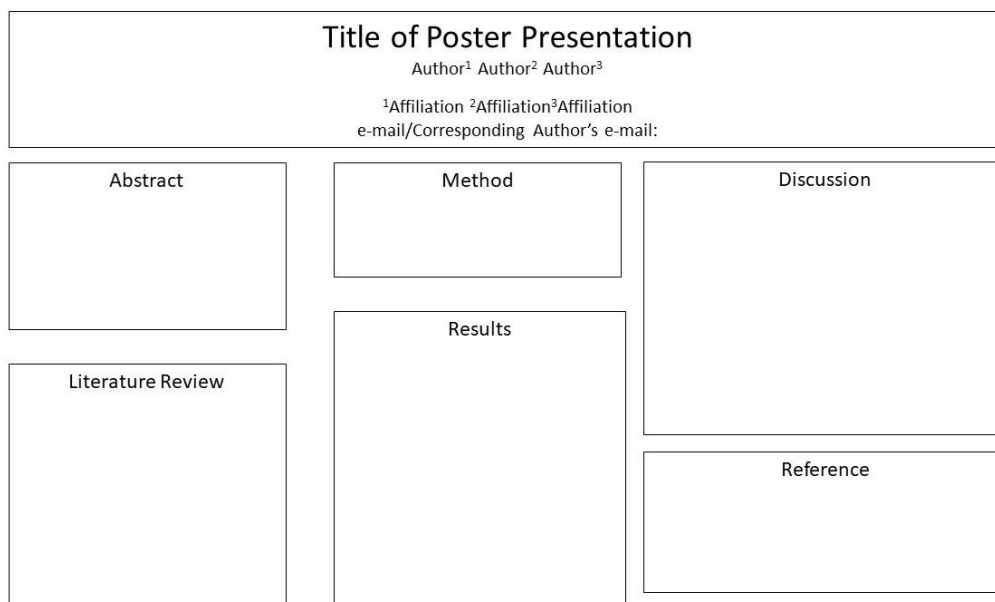 Title of Poster Presentation
Author¹ Author² Author³
¹Affiliation ²Affiliation³Affiliation
e-mail/Corresponding Author’s e-mail:
Abstract
Literature Review
Method
Results
Discussion
Reference